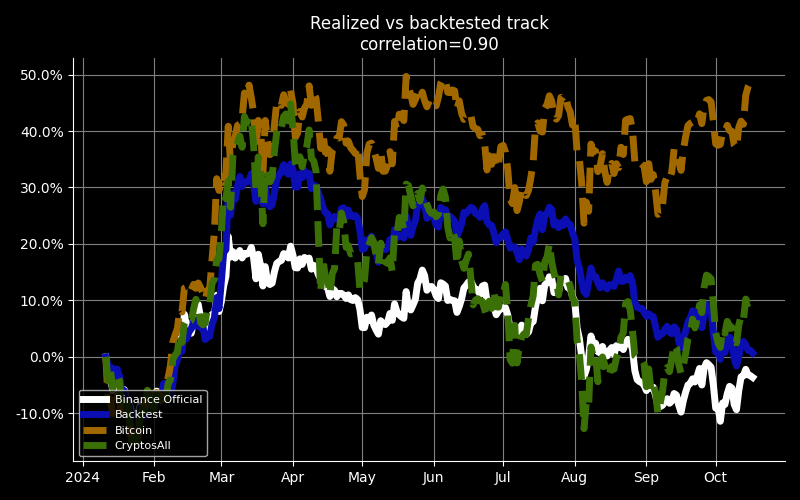 Realized vs backtested track
correlation=0.90
50.0%
40.0%
30.0%
20.0%
10.0%
0.0%
-10.0%
Binance Official
Backtest
Bitcoin
CryptosAll
2024 Feb Mar Apr May Jun Jul Aug Sep Oct